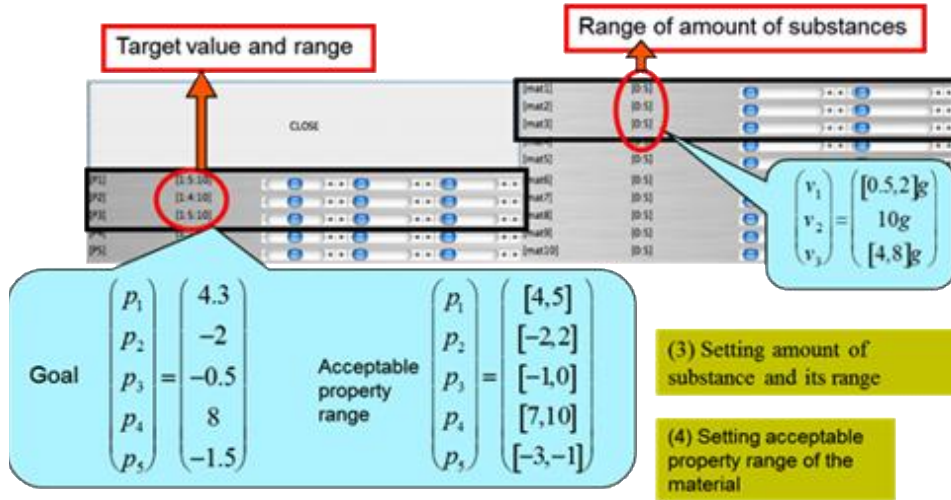 Target value and range
Range of amount of substances
CLOSE
[mat1] [0:5]
[mat2] [0:5]
[mat3] [0:5]
[mat5] [0:5]
[P1] [1:5:10] [mat6] [0:5]
[P2] [1:4:10] [mat7] [0:5]
[P3] [1:5:10] [mat8] [0:5]
[mat9] [0:5]
[P5] [mat10] [0:5]
v1 [0.5,2]g
v2 = 10g
v3 [4,8]g
Goal
p1 4.3
p2 −2
p3 = −0.5
p4 8
p5 −1.5
Acceptable
property
range
p1 [4,5]
p2 [−2,2]
p3 = [−1,0]
p4 [7,10]
p5 [−3,−1]
(3) Setting amount of
substance and its range
(4) Setting acceptable
property range of the
material